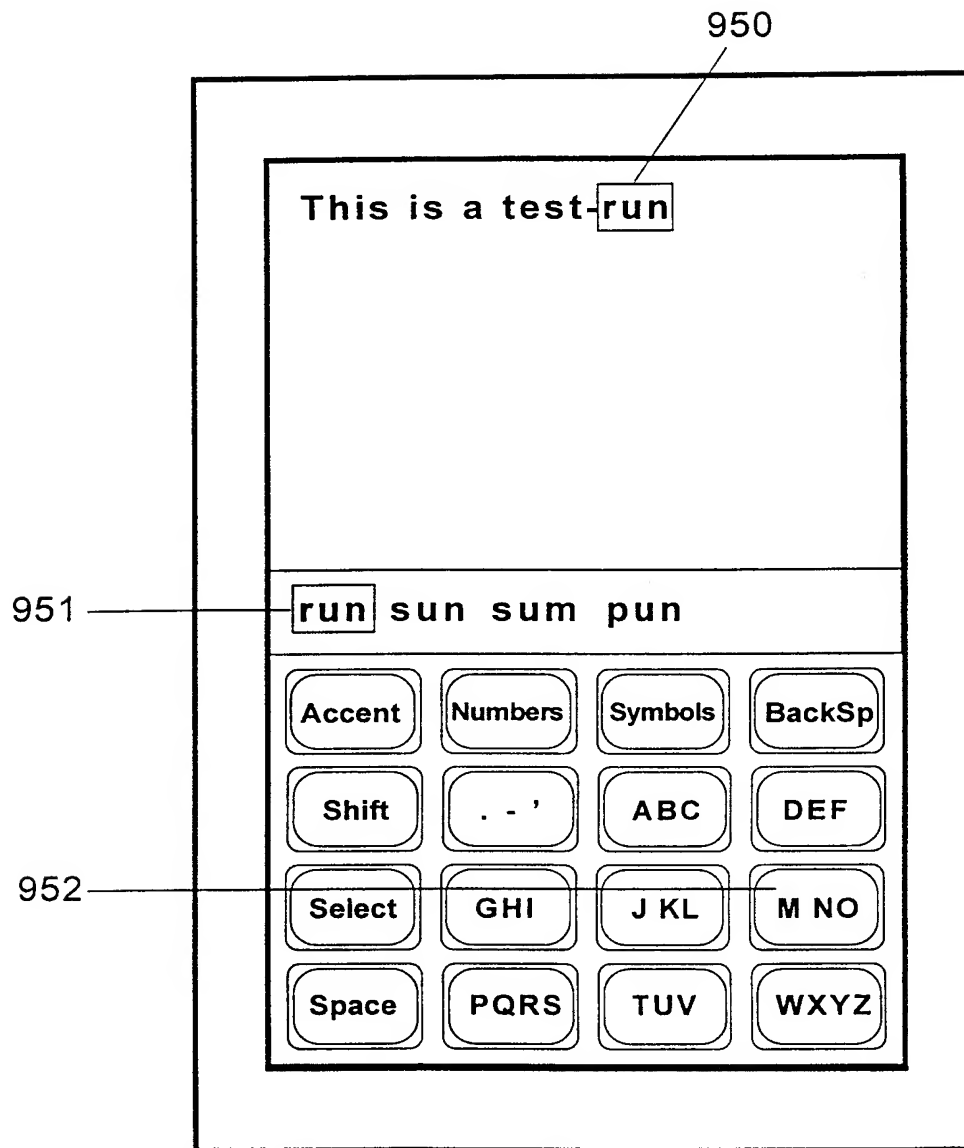 950
This is a test-run
951 run sun sum pun
Accent Numbers Symbols BackSp
Shift . - ’ ABC DEF
952 Select GHI J KL M NO
Space PQRS TUV WXYZ